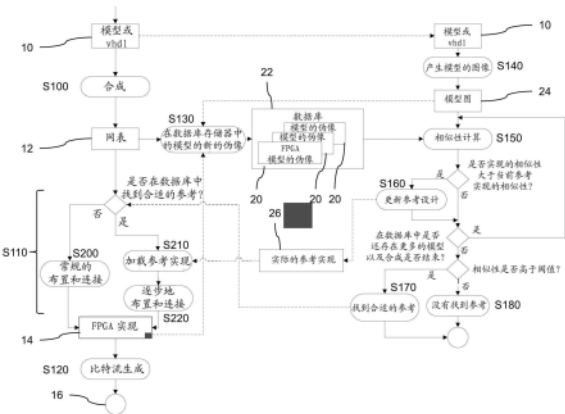 模型或
vhdl
10
S100
合成
网表
12
S130
在数据库存储器中
的模型的新的伪像
22
数据库
模型的伪像
模型的伪像
FPGA
模型的伪像
20
20
20
模型或
vhdl
10
产生模型的图像
S140
模型图
24
相似性计算
S150
是否实现的相似性
大于当前参考
实现的相似性？
是
否
S160
更新参考设计
是否在数据库中
找到合适的参考？
否
是
S110
S200
常规的
布置和连接
S210
加载参考实现
逐步地
布置和连接
S220
26
实际的参考实现
在数据库中是否
还存在更多的模型
以及合成是否结束？
是
否
相似性是否高于阈值？
是
否
S170
找到合适的参考
没有找到参考
S180
FPGA 实现
14
S120
比特流生成
16